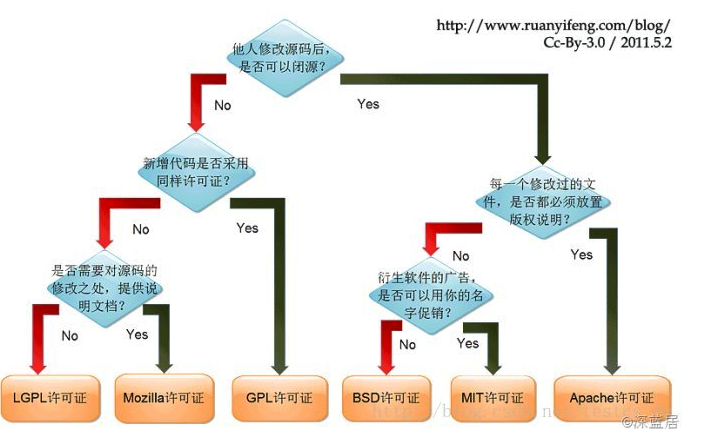 http://www.ruanyifeng.com/blog/
Cc-By-3.0 / 2011.5.2
他人修改源码后，
是否可以闭源？
No
Yes
新增代码是否采用
同样许可证？
每一个修改过的文
件，是否都必须放置
版权说明？
No
Yes
No
Yes
是否需要对源码的
修改之处，提供说
明文档？
衍生软件的广告，
是否可以用你的名
字促销？
No
Yes
No
Yes
LGPL许可证
Mozilla许可证
GPL许可证
BSD许可证
MIT许可证
Apache许可证
©深蓝居